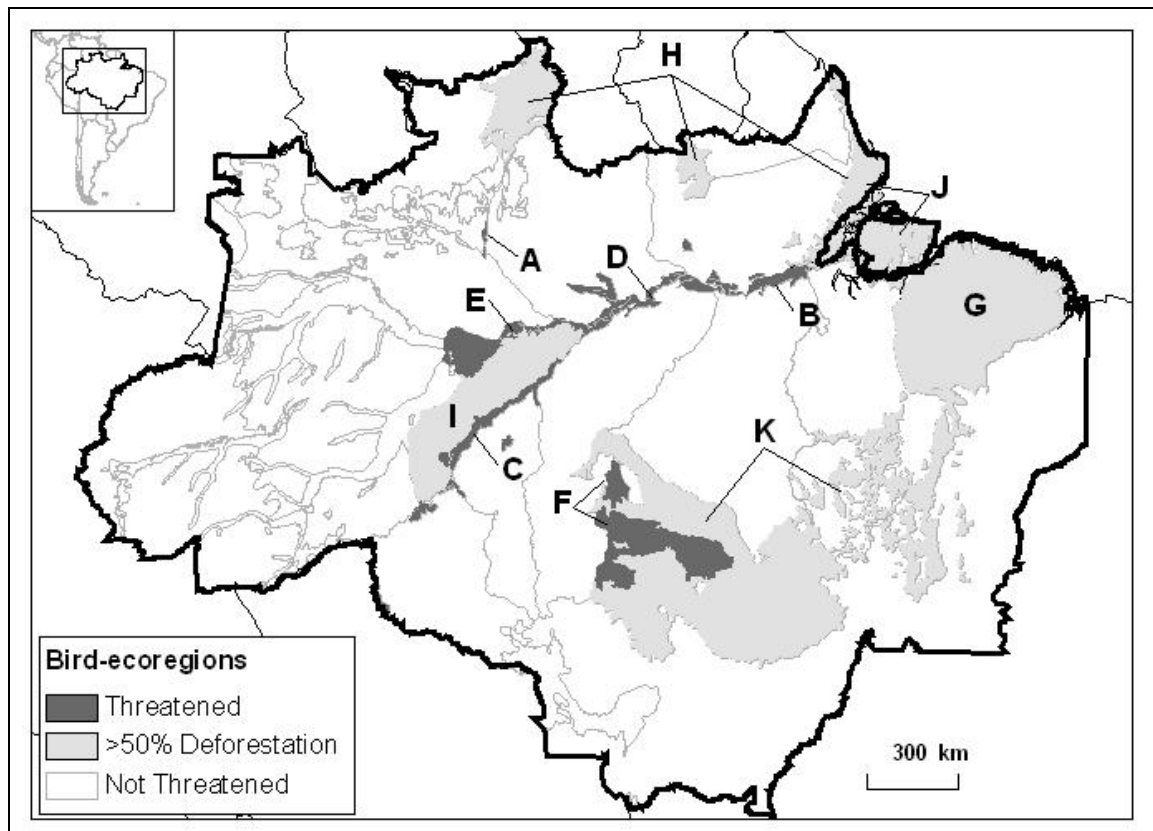 H
J
A
D
G
E
B
I
K
C
F
Bird-ecoregions
Threatened
>50% Deforestation
Not Threatened
300 km